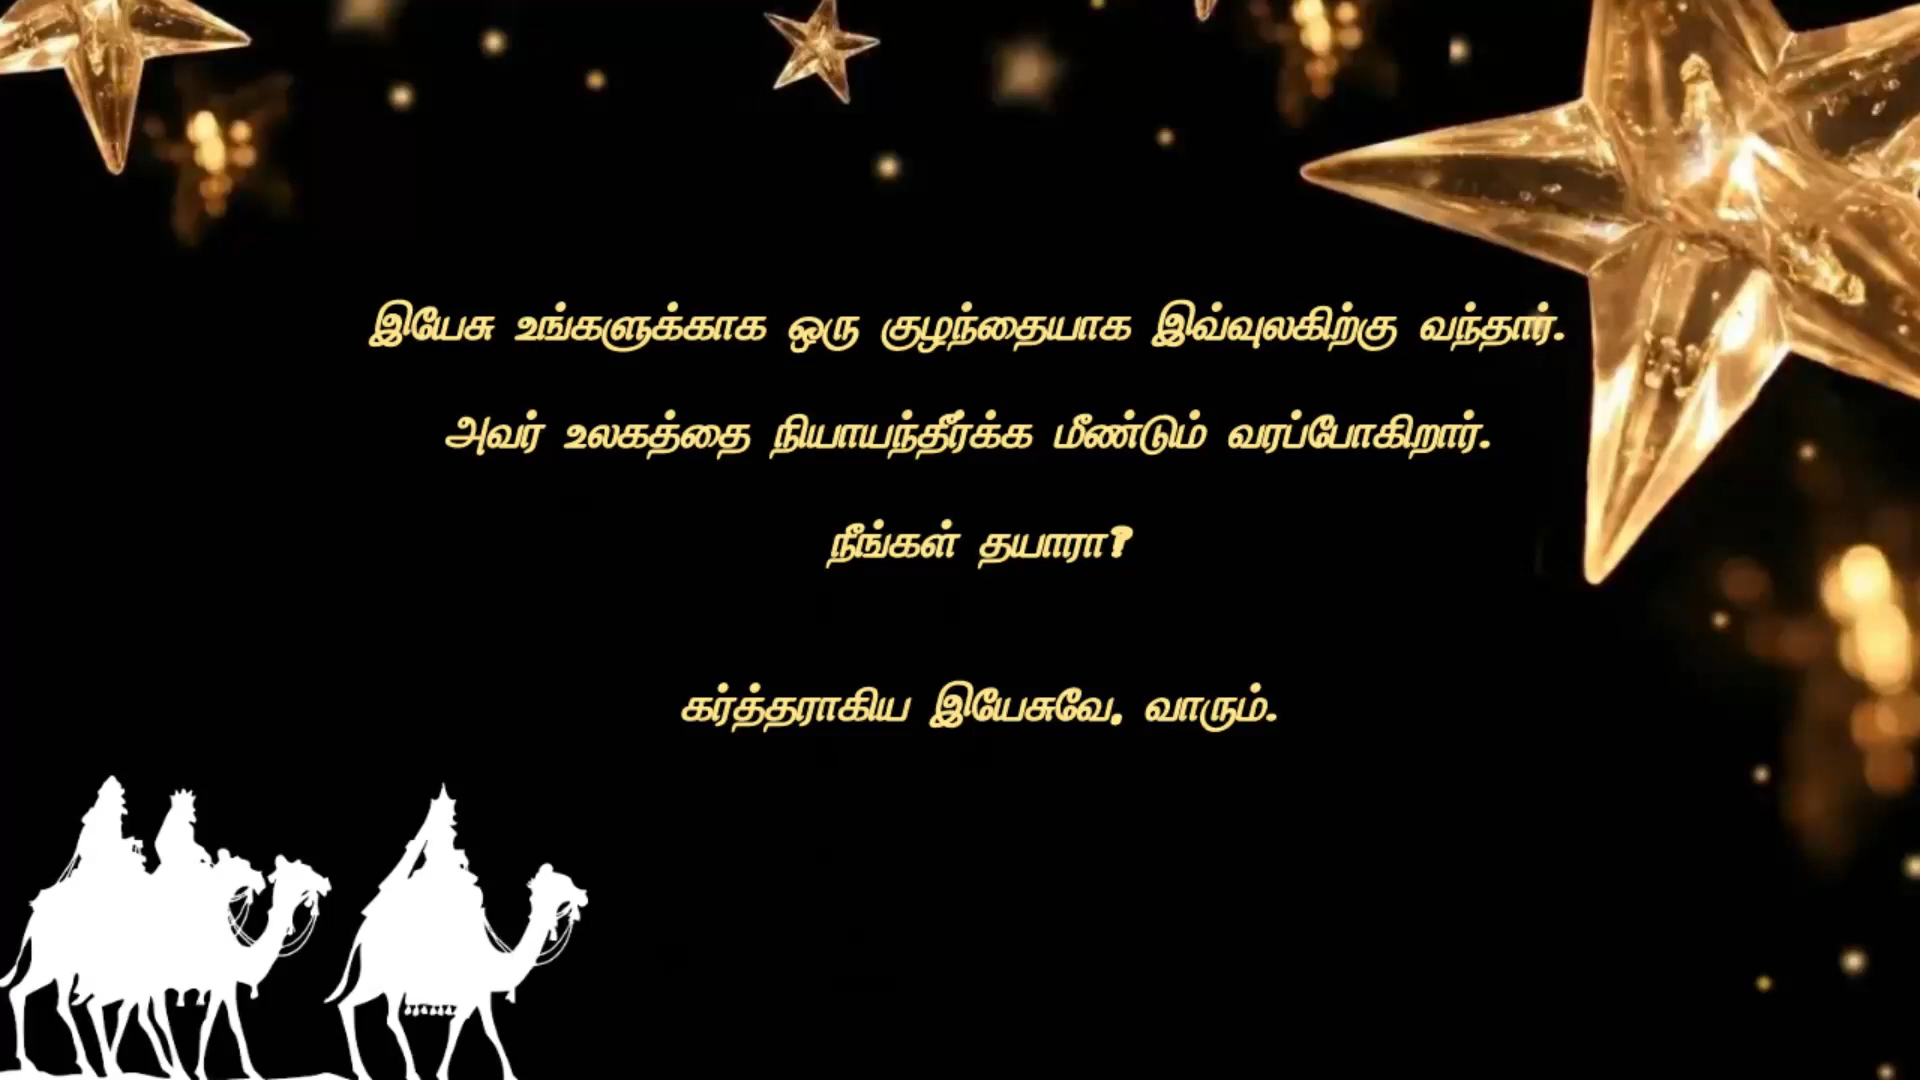 இயேசு உங்களுக்காக ஒரு குழந்தையாக இவ்வுலகிற்கு வந்தார்.
அவர் உலகத்தை நியாயந்தீர்க்க மீண்டும் வரப்போகிறார்.
நீங்கள் தயாரா?
கர்த்தராகிய இயேசுவே, வாரும்.